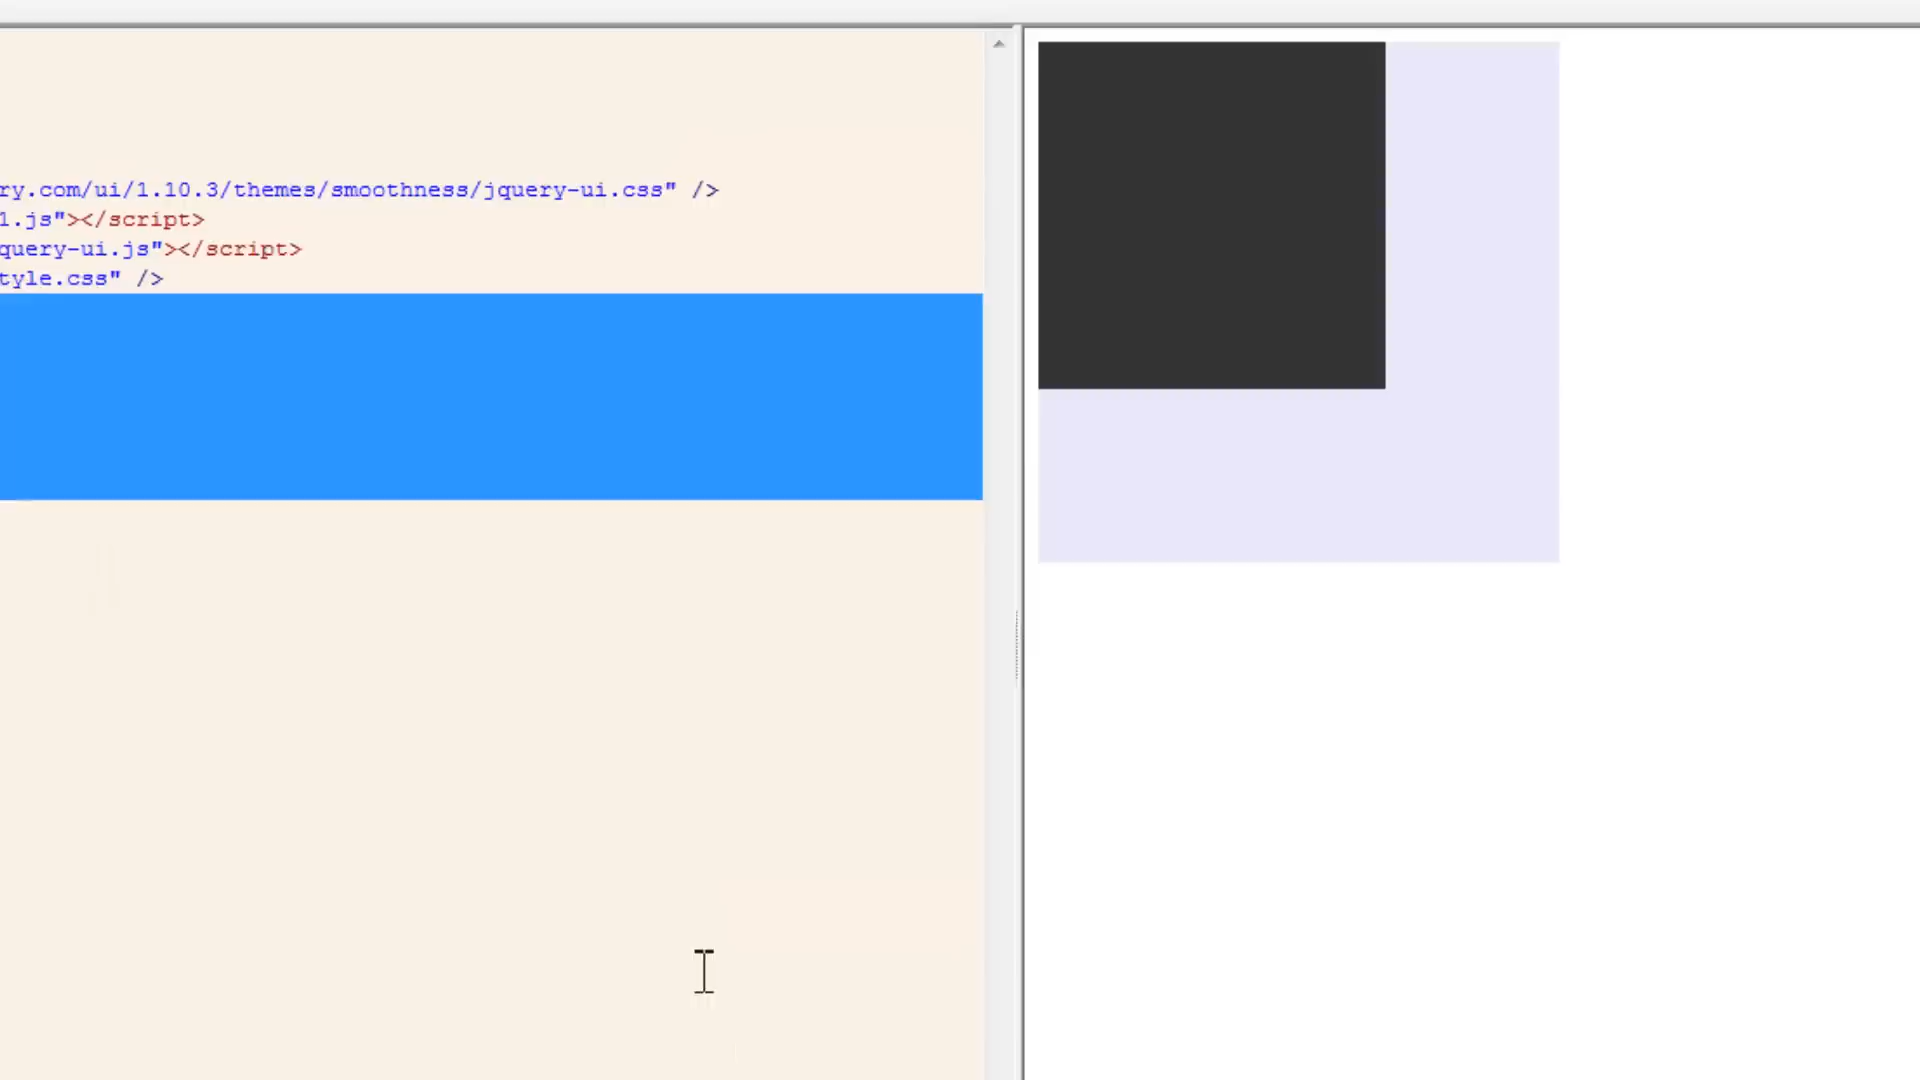 ry.com/ui/1.10.3/themes/smoothness/jquery-ui.css" />
1.js"></script>
query-ui.js"></script>
tyle.css" />